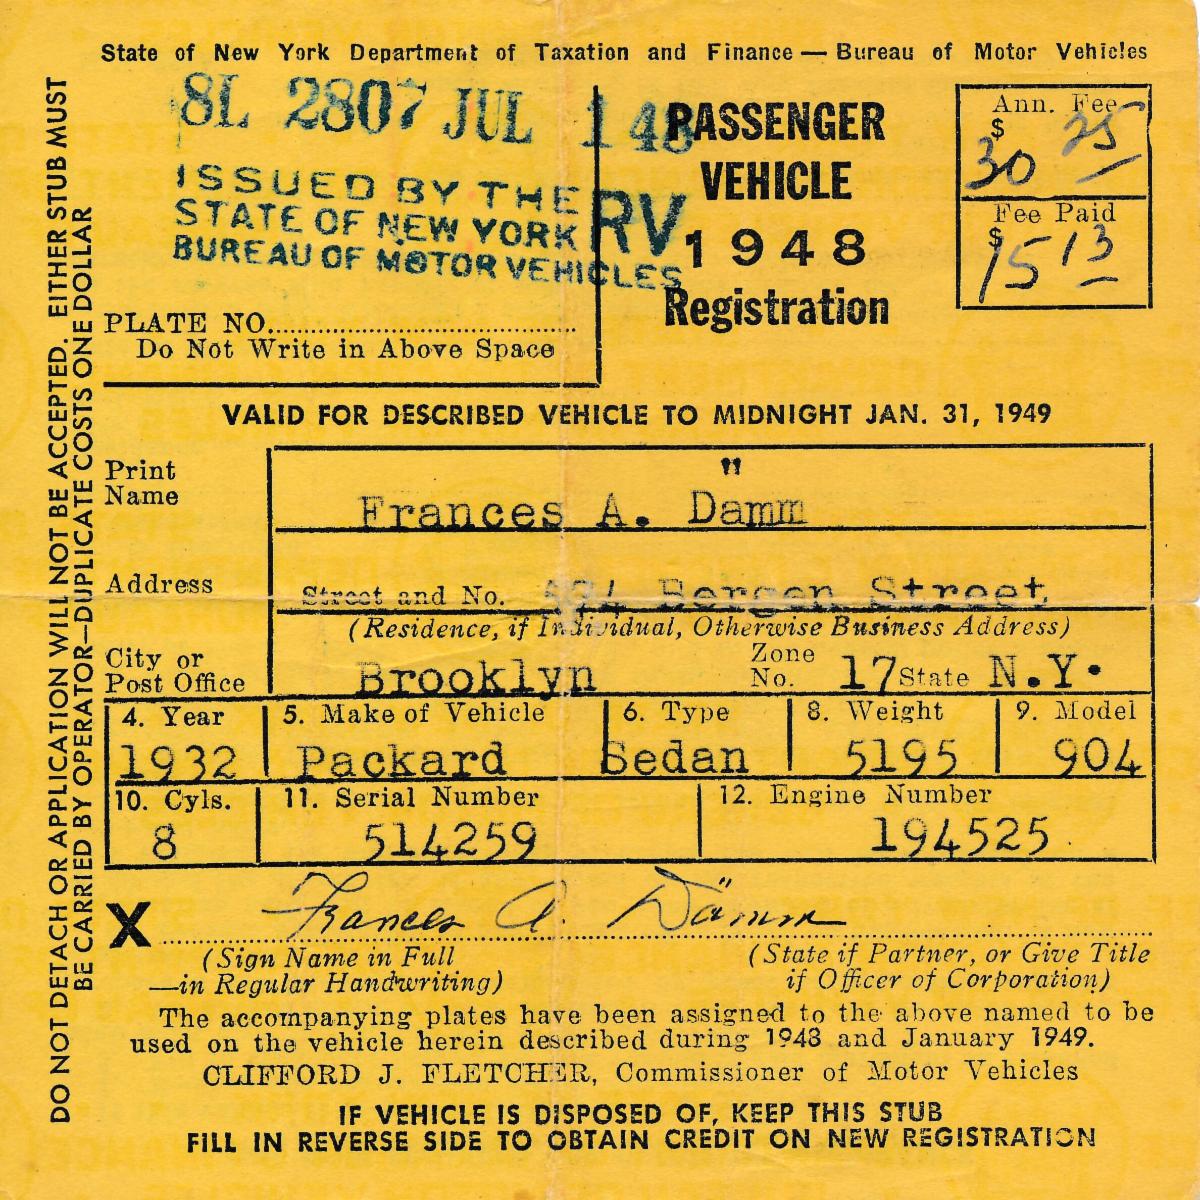 State of New York Department of Taxation and Finance — Bureau of Motor Vehicles
8L 2807 JUL 1 48
ISSUED BY THE
STATE OF NEW YORK
BUREAU OF MOTOR VEHICLES
RV
PLATE NO.
Do Not Write in Above Space
PASSENGER
VEHICLE
1948
Registration
Ann. Fee
$ 30 25
Fee Paid
$ 15 13
VALID FOR DESCRIBED VEHICLE TO MIDNIGHT JAN. 31, 1949
Print
Name
"
Frances A. Damm
Address
Street and No. Bergen Street
(Residence, if Individual, Otherwise Business Address)
City or
Post Office
Brooklyn
Zone
No. 17 State N.Y.
4. Year 5. Make of Vehicle 6. Type 8. Weight 9. Model
1932 Packard Sedan 5195 904
10. Cyls. 11. Serial Number 12. Engine Number
8 514259 194525
X Frances A. Dämm
(Sign Name in Full
—in Regular Handwriting)
(State if Partner, or Give Title
if Officer of Corporation)
The accompanying plates have been assigned to the above named to be
used on the vehicle herein described during 1948 and January 1949.
CLIFFORD J. FLETCHER, Commissioner of Motor Vehicles
IF VEHICLE IS DISPOSED OF, KEEP THIS STUB
FILL IN REVERSE SIDE TO OBTAIN CREDIT ON NEW REGISTRATION
DO NOT DETACH OR APPLICATION WILL NOT BE ACCEPTED. EITHER STUB MUST
BE CARRIED BY OPERATOR—DUPLICATE COSTS ONE DOLLAR